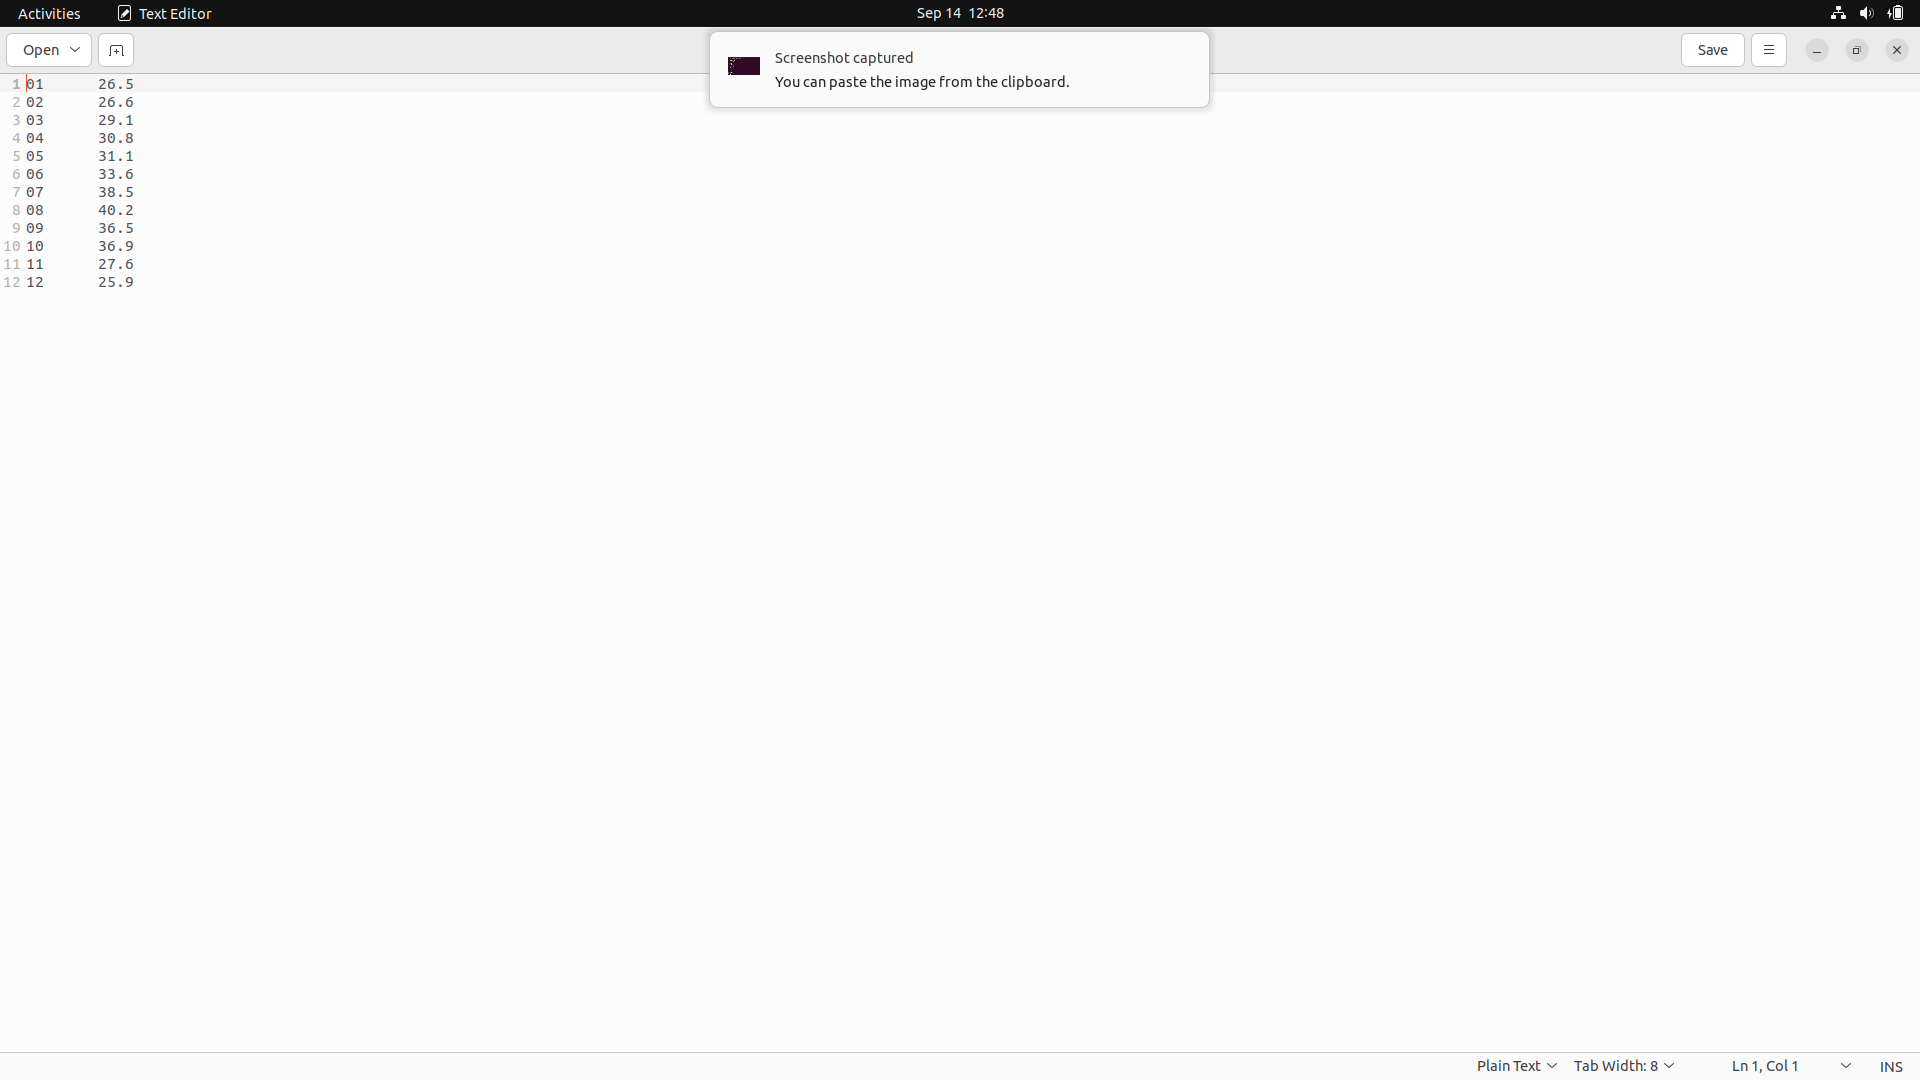 Activities Text Editor Sep 14 12:48
Open Save
Screenshot captured
You can paste the image from the clipboard.
1 01 26.5
2 02 26.6
3 03 29.1
4 04 30.8
5 05 31.1
6 06 33.6
7 07 38.5
8 08 40.2
9 09 36.5
10 10 36.9
11 11 27.6
12 12 25.9
Plain Text Tab Width: 8 Ln 1, Col 1 INS